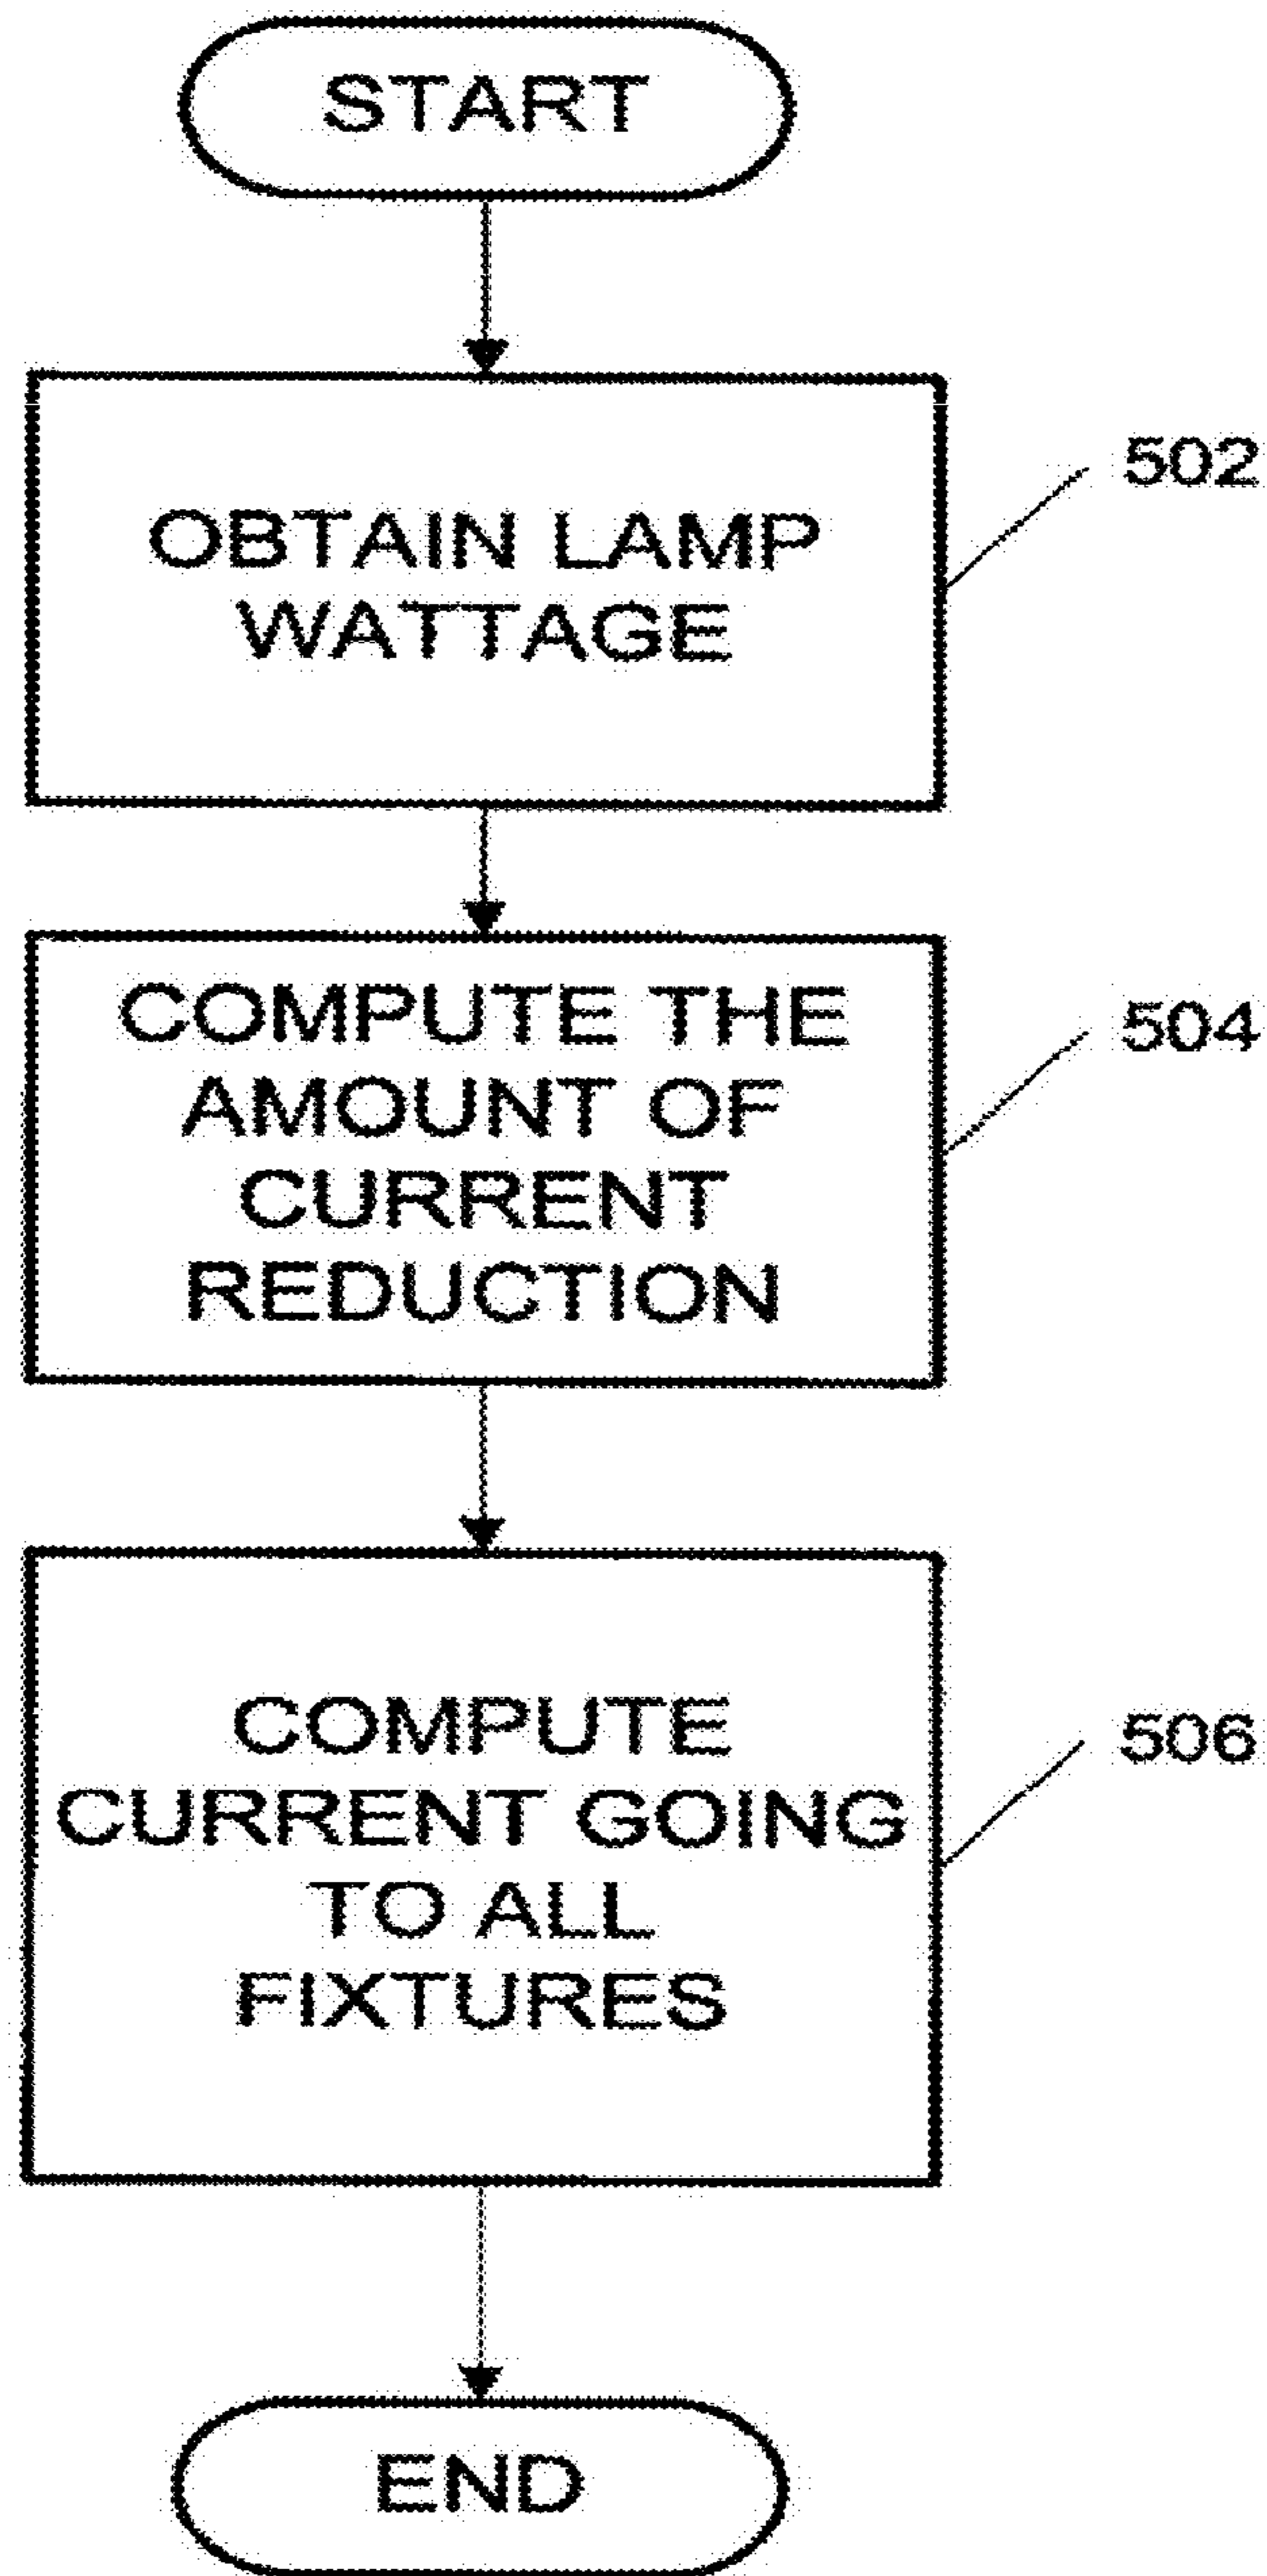 START
OBTAIN LAMP
WATTAGE
502
COMPUTE THE
AMOUNT OF
CURRENT
REDUCTION
504
COMPUTE
CURRENT GOING
TO ALL
FIXTURES
506
END